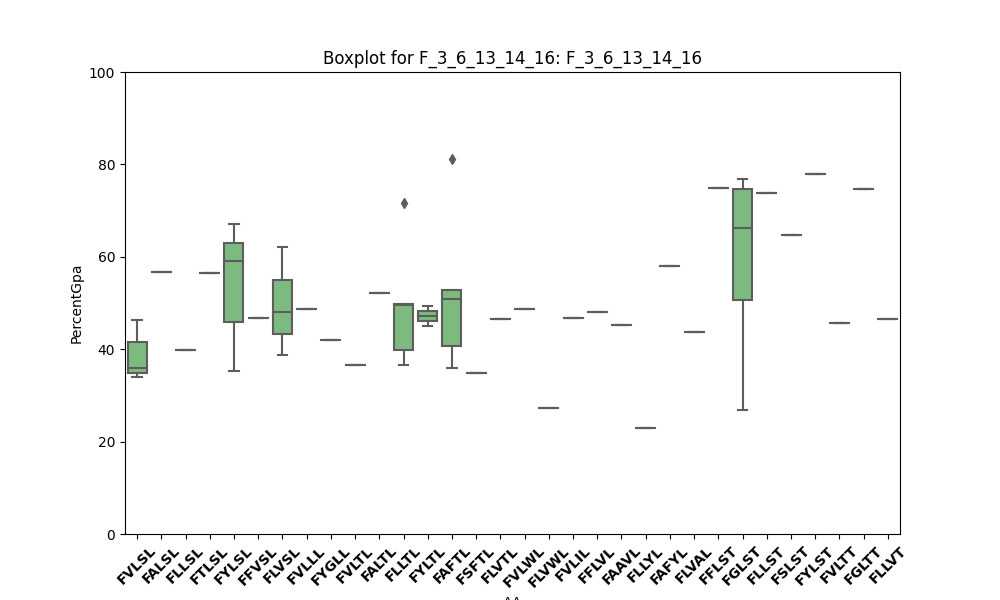 Boxplot for F_3_6_13_14_16: F_3_6_13_14_16
100
80
60
40
20
0
PercentGpa
FVLSL
FALSL
FLLSL
FTLSL
FYLSL
FFVSL
FLVSL
FVLLL
FYGLL
FVLTL
FALTL
FLLTL
FYLTL
FAFTL
FSFTL
FLVTL
FVLWL
FLVWL
FVLIL
FFLVL
FAAVL
FLLYL
FAFYL
FLVAL
FFLST
FGLST
FLLST
FSLST
FYLST
FVLTT
FGLTT
FLLVT